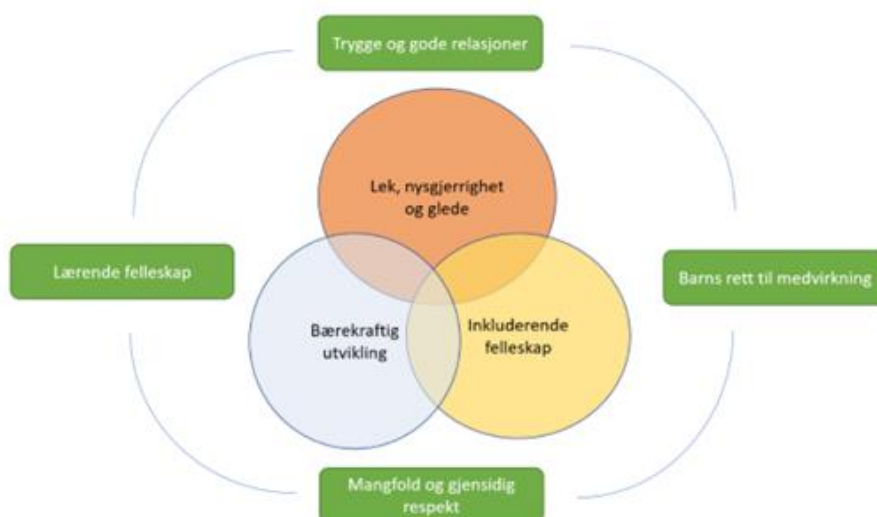 Trygge og gode relasjoner
Lek, nysgjerrighet
og glede
Lærende felleskap
Barns rett til medvirkning
Bærekraftig
utvikling
Inkluderende
felleskap
Mangfold og gjensidig
respekt